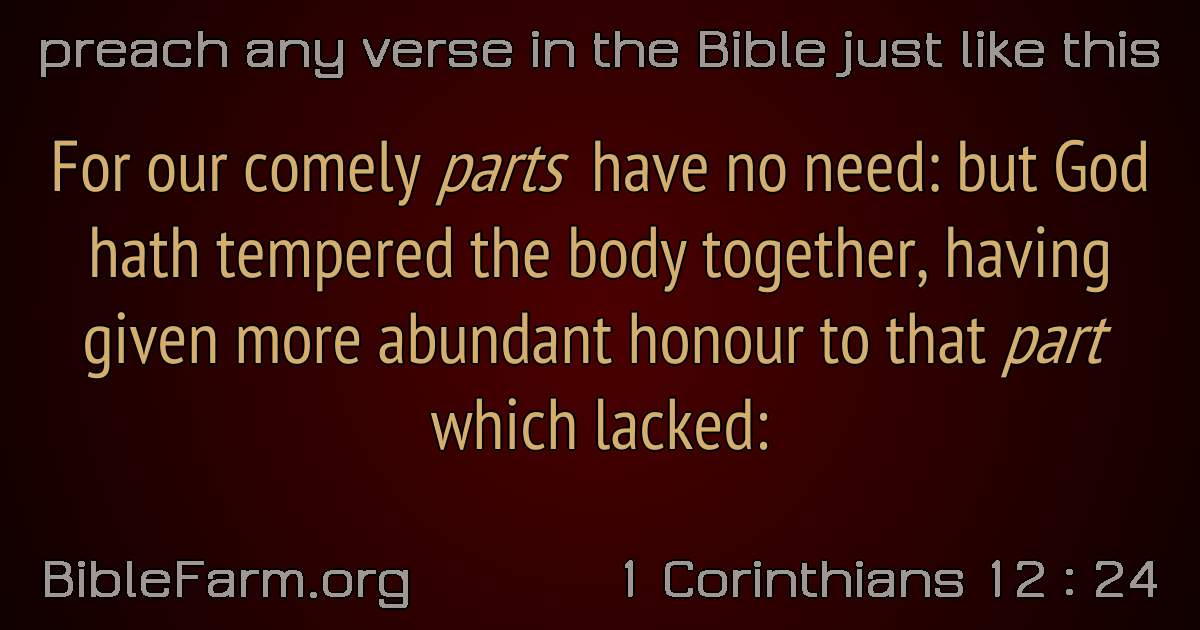 preach any verse in the Bible just like this
For our comely parts have no need: but God
hath tempered the body together, having
given more abundant honour to that part
which lacked:
BibleFarm.org
1 Corinthians 12 : 24